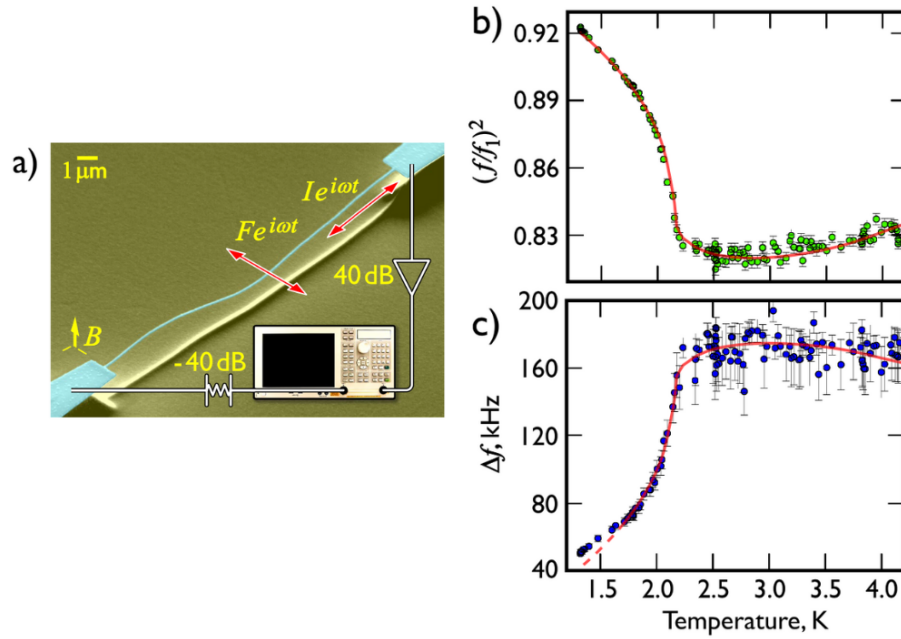 a)
1 μm
Ie^{iωt}
Fe^{iωt}
40 dB
B
-40 dB
b)
(f/f₁)²
0.92
0.89
0.86
0.83
c)
Δf, kHz
200
160
120
80
40
1.5 2.0 2.5 3.0 3.5 4.0
Temperature, K